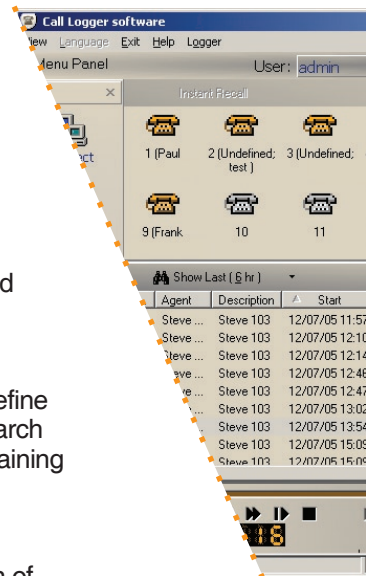 Call Logger software
View Language Exit Help Logger
Menu Panel User: admin
Instant Recall
1 (Paul 2 (Undefined; 3 (Undefined;
test )
9 (Frank 10 11
d
Show Last ( 6 hr )
Agent Description Start
Steve ... Steve 103 12/07/05 11:57
Steve ... Steve 103 12/07/05 12:10
Steve ... Steve 103 12/07/05 12:14
Steve 103 12/07/05 12:46
Steve 103 12/07/05 12:47
efine Steve 103 12/07/05 13:02
arch Steve 103 12/07/05 13:54
aining Steve 103 12/07/05 15:09
Steve 103 12/07/05 15:09
of